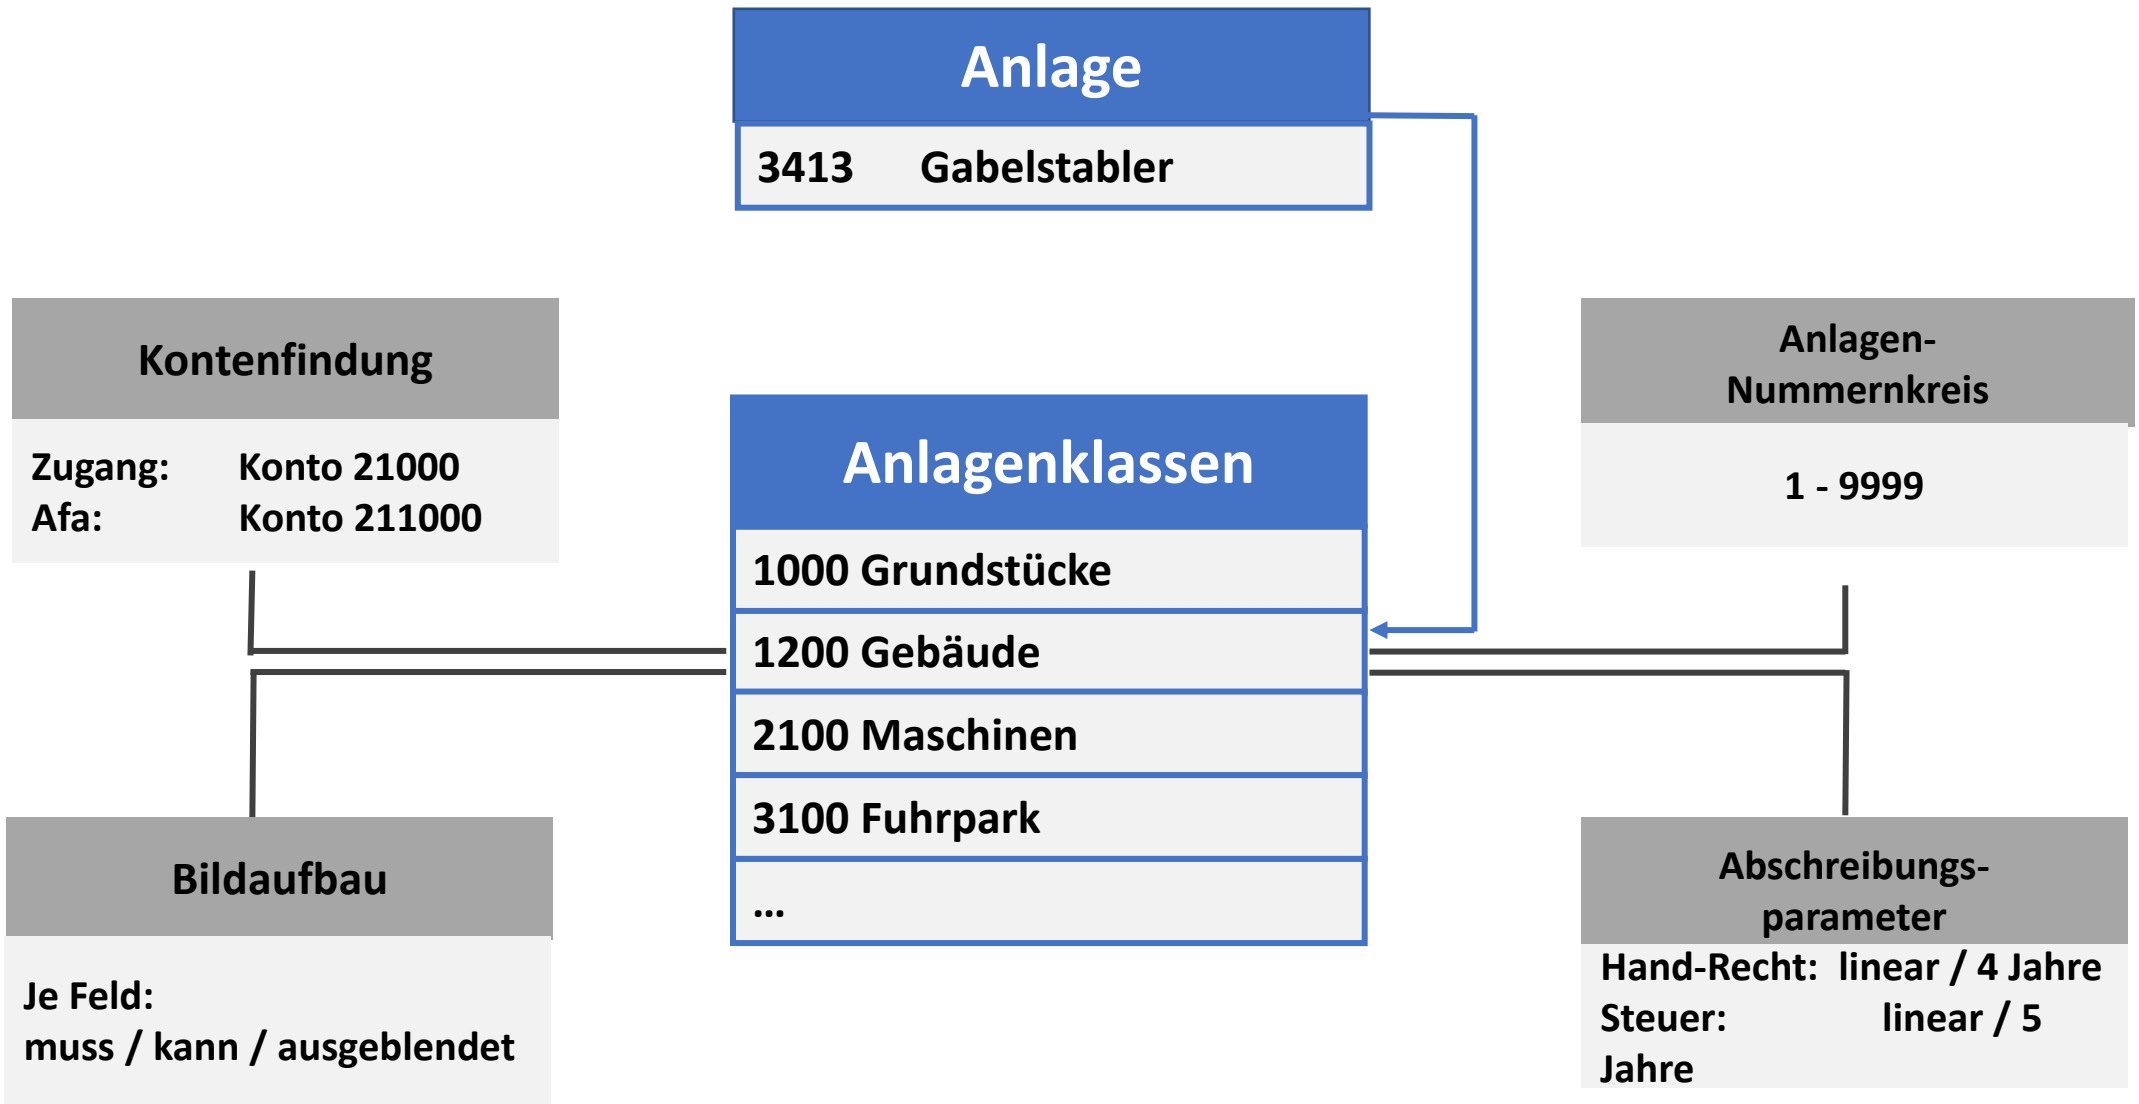 Anlage
3413 Gabelstabler
Kontenfindung
Zugang: Konto 21000
Afa: Konto 211000
Anlagen-
Nummernkreis
1 - 9999
Anlagenklassen
1000 Grundstücke
1200 Gebäude
2100 Maschinen
3100 Fuhrpark
...
Bildaufbau
Je Feld:
muss / kann / ausgeblendet
Abschreibungs-
parameter
Hand-Recht: linear / 4 Jahre
Steuer: linear / 5
Jahre